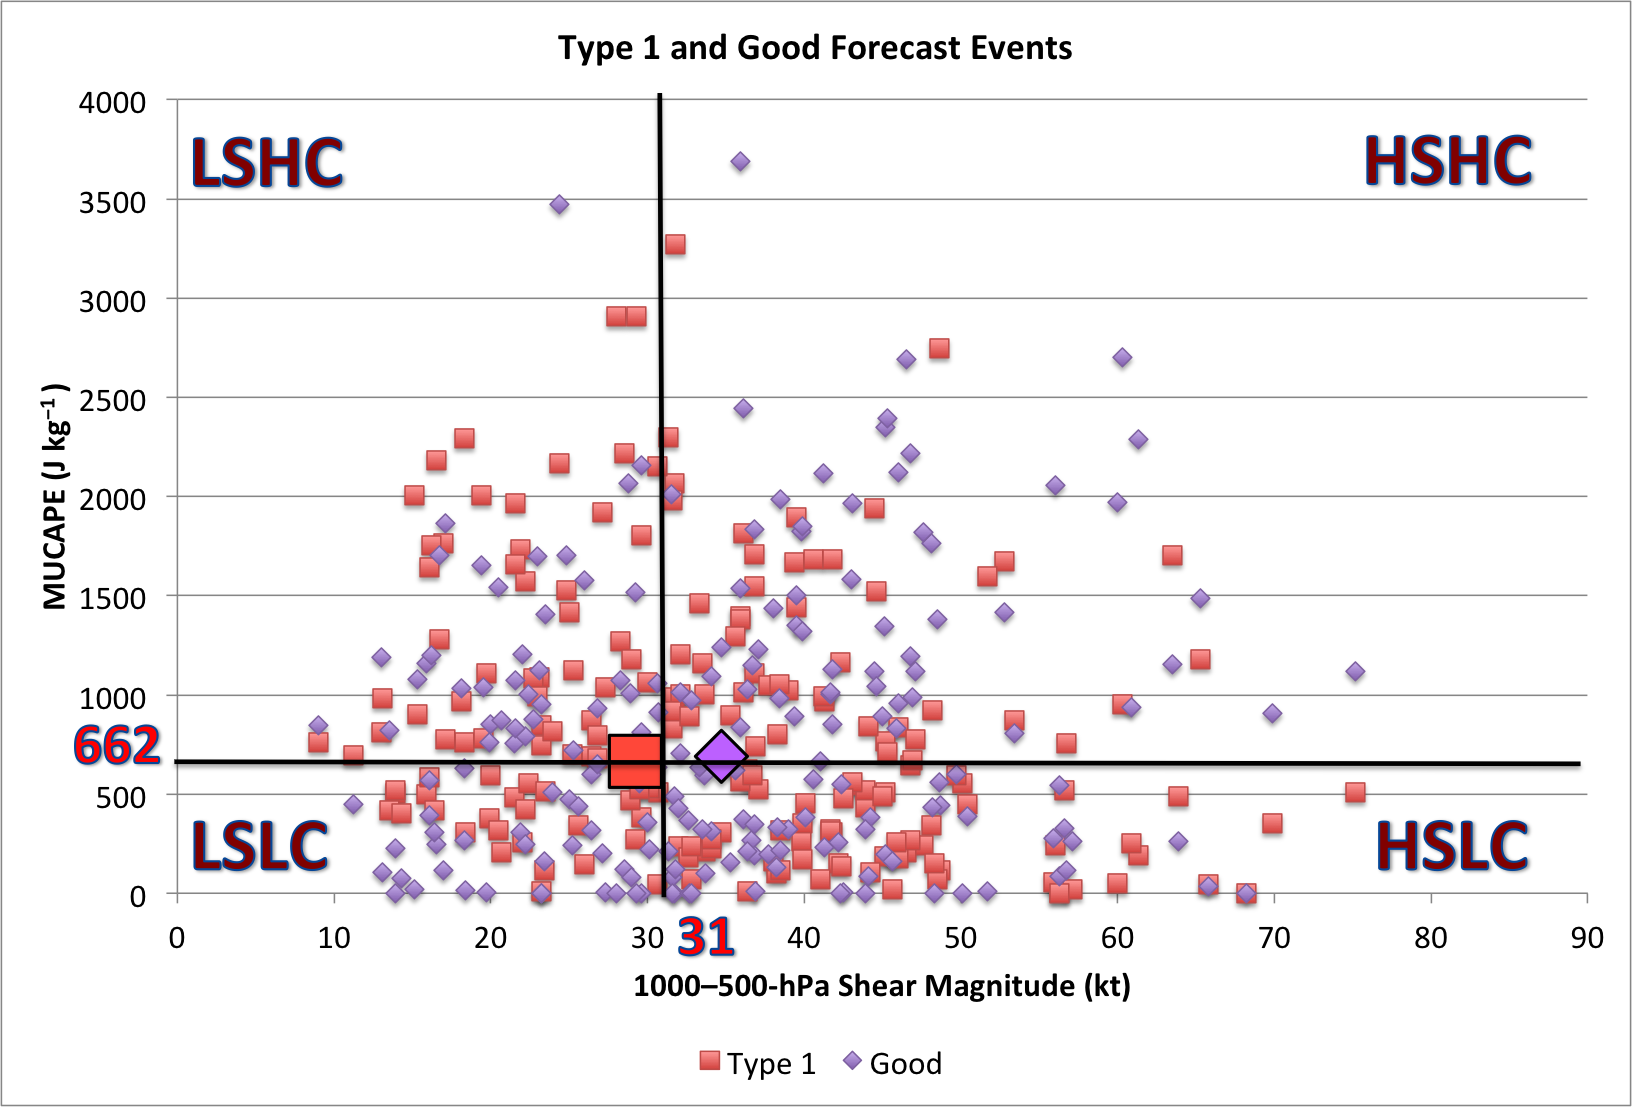 Type 1 and Good Forecast Events
4000
LSHC
HSHC
3500
3000
2500
MUCAPE (J kg⁻¹)
2000
1500
1000
662
500
LSLC
HSLC
0
0 10 20 30 40 50 60 70 80 90
31
1000–500-hPa Shear Magnitude (kt)
Type 1 Good